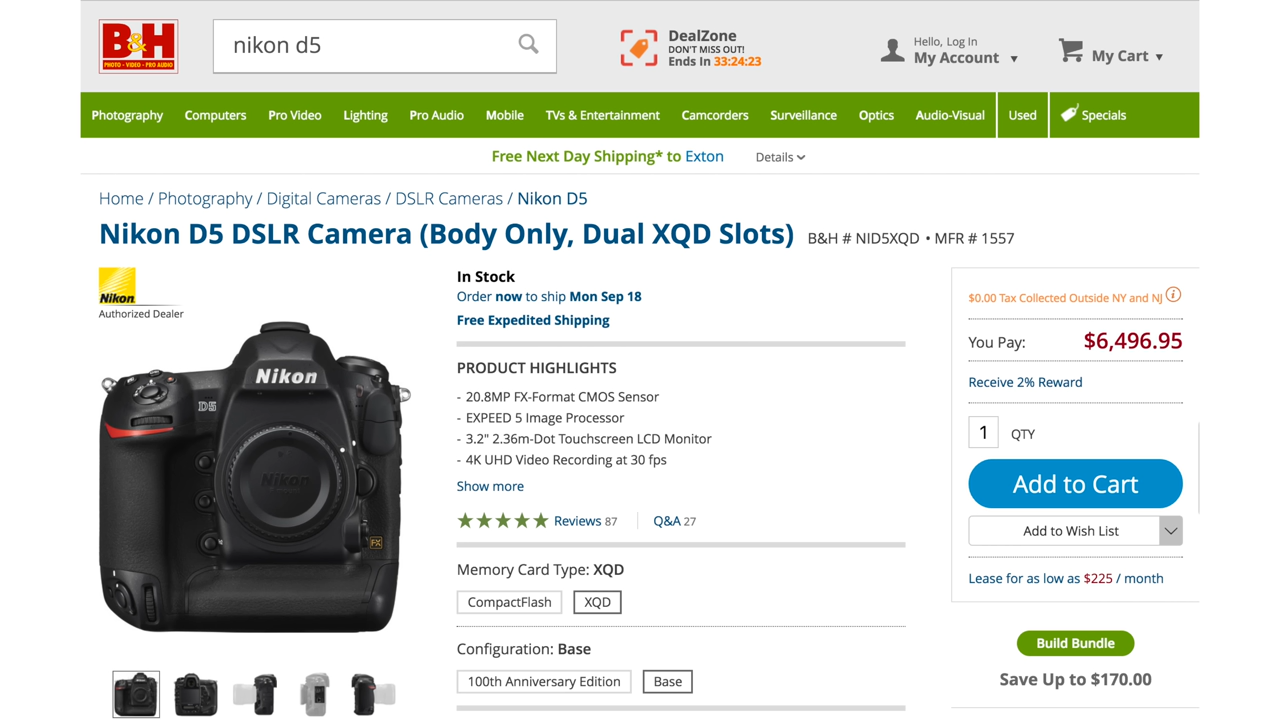 B&H
PHOTO - VIDEO - PRO AUDIO
nikon d5
DealZone
DON'T MISS OUT!
Ends In 33:24:23
Hello, Log In
My Account
My Cart
Photography Computers Pro Video Lighting Pro Audio Mobile TVs & Entertainment Camcorders Surveillance Optics Audio-Visual Used Specials
Free Next Day Shipping* to Exton Details
Home / Photography / Digital Cameras / DSLR Cameras / Nikon D5
Nikon D5 DSLR Camera (Body Only, Dual XQD Slots) B&H # NID5XQD • MFR # 1557
Nikon
Authorized Dealer
Nikon
D5
Nikon
FX
In Stock
Order now to ship Mon Sep 18
Free Expedited Shipping
PRODUCT HIGHLIGHTS
- 20.8MP FX-Format CMOS Sensor
- EXPEED 5 Image Processor
- 3.2" 2.36m-Dot Touchscreen LCD Monitor
- 4K UHD Video Recording at 30 fps
Show more
Reviews 87 Q&A 27
Memory Card Type: XQD
CompactFlash XQD
Configuration: Base
100th Anniversary Edition Base
$0.00 Tax Collected Outside NY and NJ i
You Pay: $6,496.95
Receive 2% Reward
1 QTY
Add to Cart
Add to Wish List
Lease for as low as $225 / month
Build Bundle
Save Up to $170.00